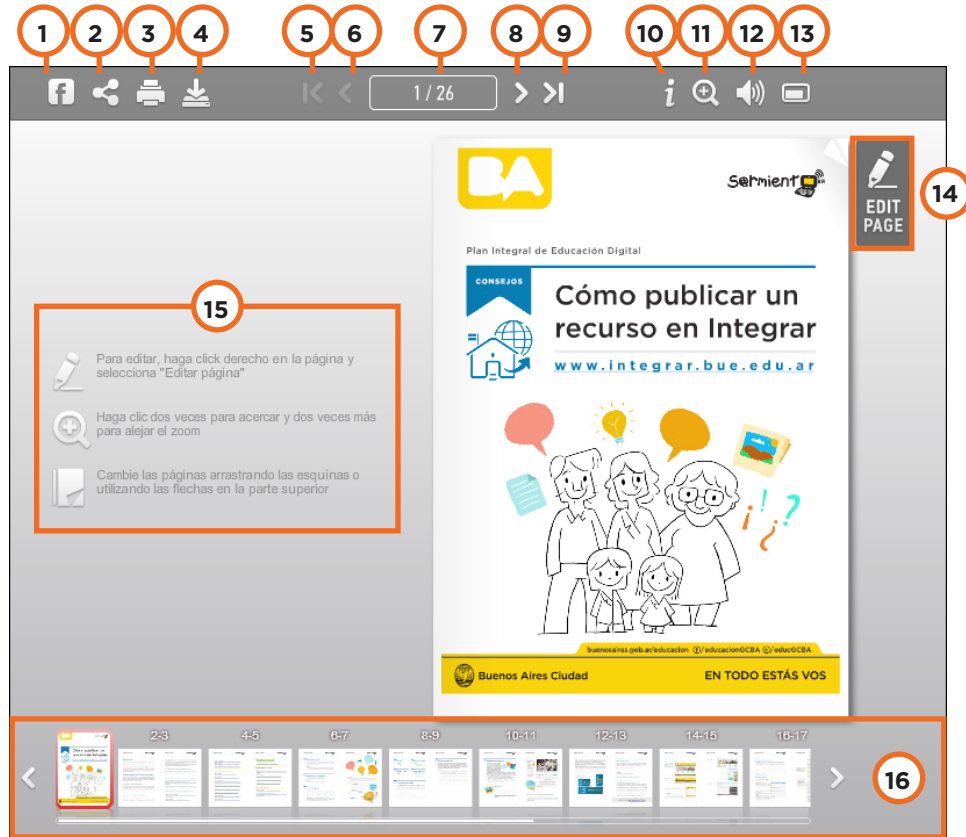 1 2 3 4 5 6 7 8 9 10 11 12 13
1 / 26
14
EDIT
PAGE
BA
Sarmiento BA
Plan Integral de Educación Digital
CONSEJOS
Cómo publicar un
recurso en Integrar
www.integrar.bue.edu.ar
15
Para editar, haga click derecho en la página y
selecciona "Editar página"
Haga clic dos veces para acercar y dos veces más
para alejar el zoom
Cambie las páginas arrastrando las esquinas o
utilizando las flechas en la parte superior
buenosaires.gob.ar/educacion /educacionGCBA /educGCBA
Buenos Aires Ciudad
EN TODO ESTÁS VOS
2-3 4-5 6-7 8-9 10-11 12-13 14-15 16-17
16